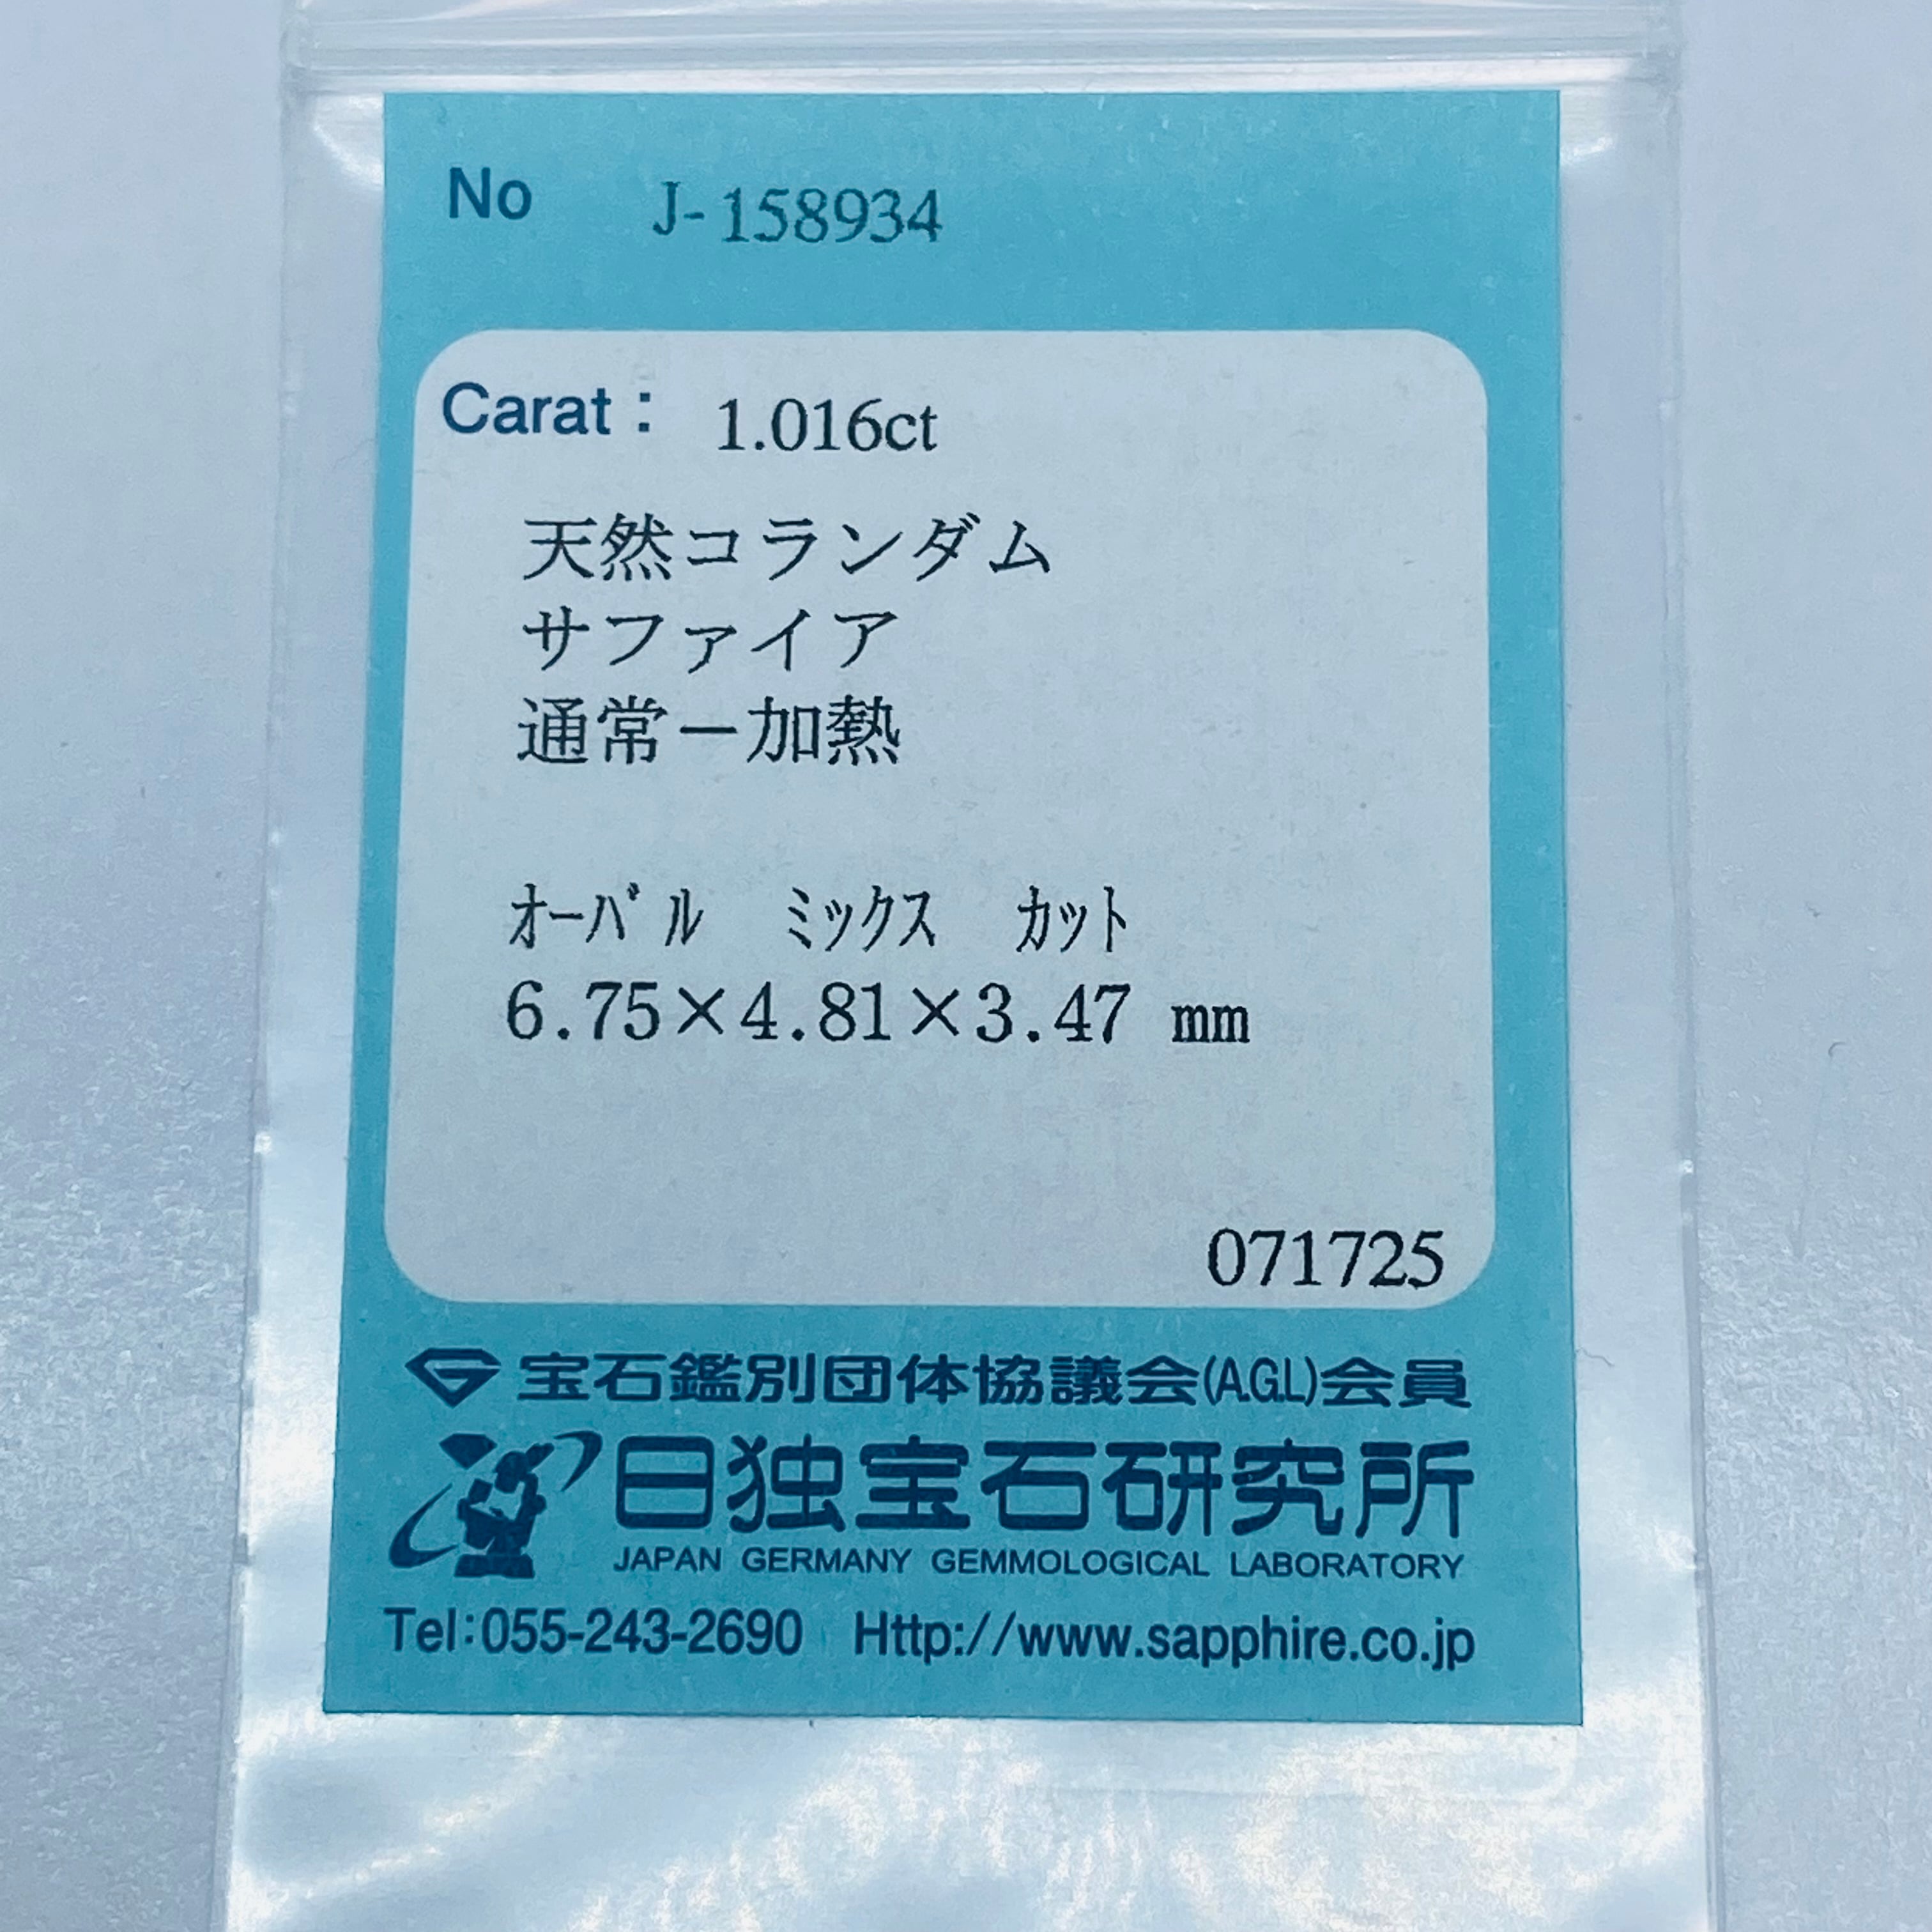 No J-158934
Carat： 1.016ct
天然コランダム
サファイア
通常－加熱
ｵｰﾊﾞﾙ ﾐｯｸｽ ｶｯﾄ
6.75×4.81×3.47 mm
071725
宝石鑑別団体協議会(A.G.L)会員
日独宝石研究所
JAPAN GERMANY GEMMOLOGICAL LABORATORY
Tel:055-243-2690 Http://www.sapphire.co.jp